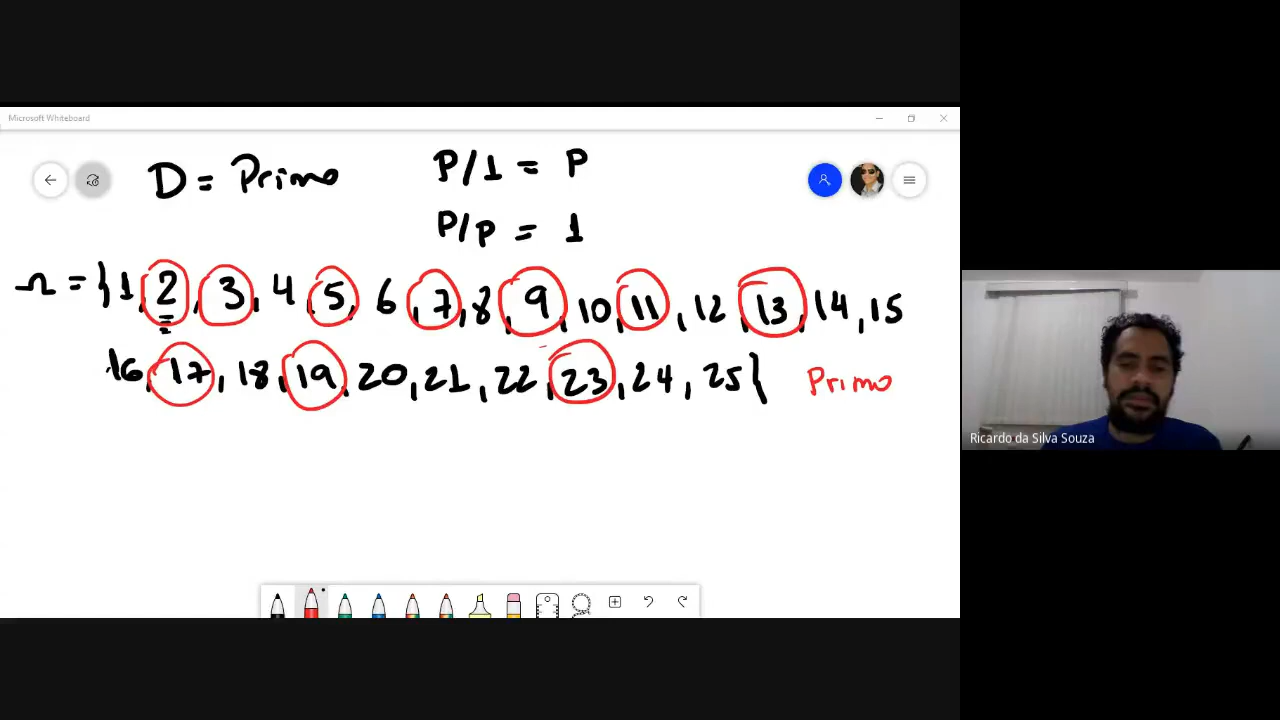 Microsoft Whiteboard
D = Primo
P/1 = P
P/P = 1
Ω = {1, 2, 3, 4, 5, 6, 7, 8, 9, 10, 11, 12, 13, 14, 15
16, 17, 18, 19, 20, 21, 22, 23, 24, 25}
Primo
Ricardo da Silva Souza